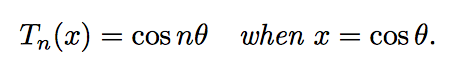 Tₙ(x) = cos nθ when x = cos θ.